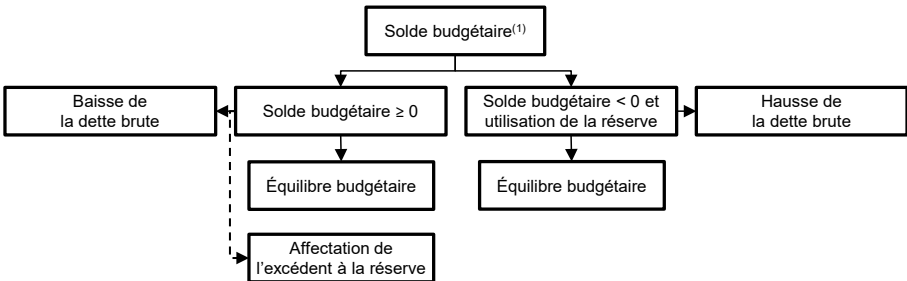 Solde budgétaire(1)
Baisse de
la dette brute
Solde budgétaire ≥ 0
Solde budgétaire < 0 et
utilisation de la réserve
Hausse de
la dette brute
Équilibre budgétaire
Équilibre budgétaire
Affectation de
l’excédent à la réserve